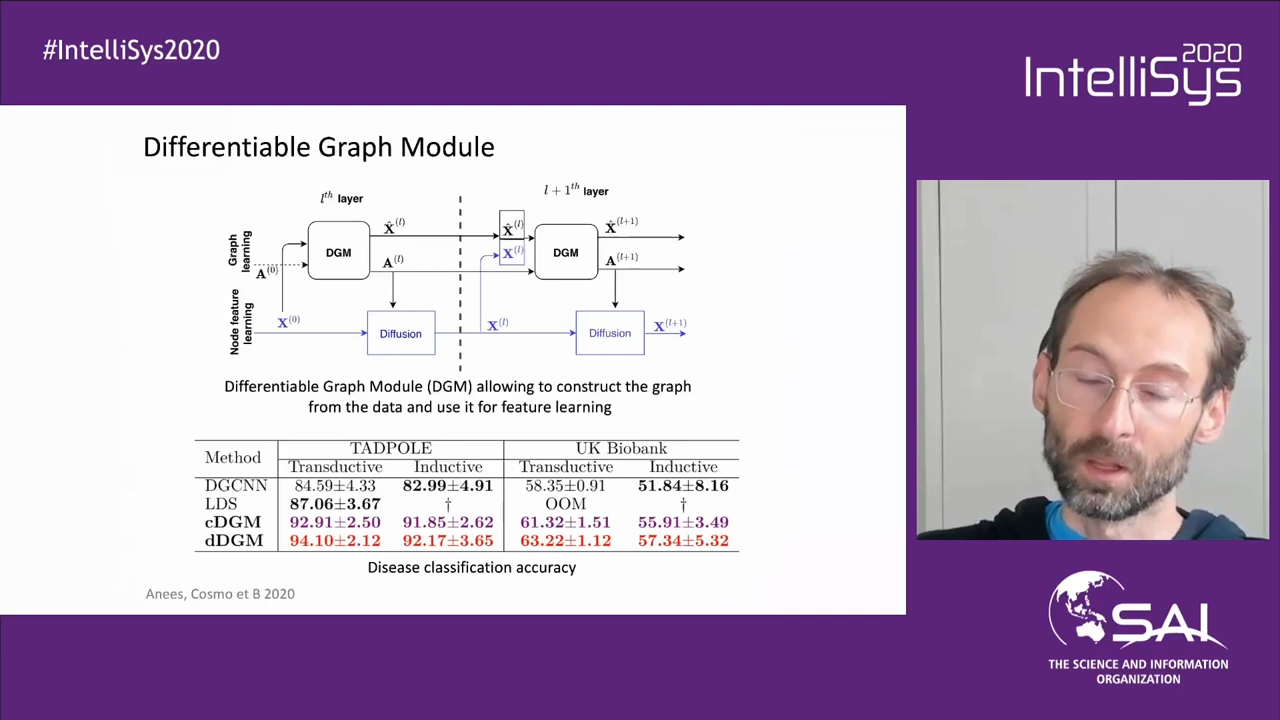 #IntelliSys2020
2020
IntelliSys
Differentiable Graph Module
lth layer
l + 1th layer
Graph learning
Node feature learning
A(0)
X(0)
DGM
X̂(l)
A(l)
Diffusion
X̂(l)
X(l)
X(l)
DGM
X̂(l+1)
A(l+1)
Diffusion
X(l+1)
Differentiable Graph Module (DGM) allowing to construct the graph
from the data and use it for feature learning
Method TADPOLE UK Biobank
Transductive Inductive Transductive Inductive
DGCNN 84.59±4.33 82.99±4.91 58.35±0.91 51.84±8.16
LDS 87.06±3.67 † OOM †
cDGM 92.91±2.50 91.85±2.62 61.32±1.51 55.91±3.49
dDGM 94.10±2.12 92.17±3.65 63.22±1.12 57.34±5.32
Disease classification accuracy
Anees, Cosmo et B 2020
SAI
THE SCIENCE AND INFORMATION
ORGANIZATION